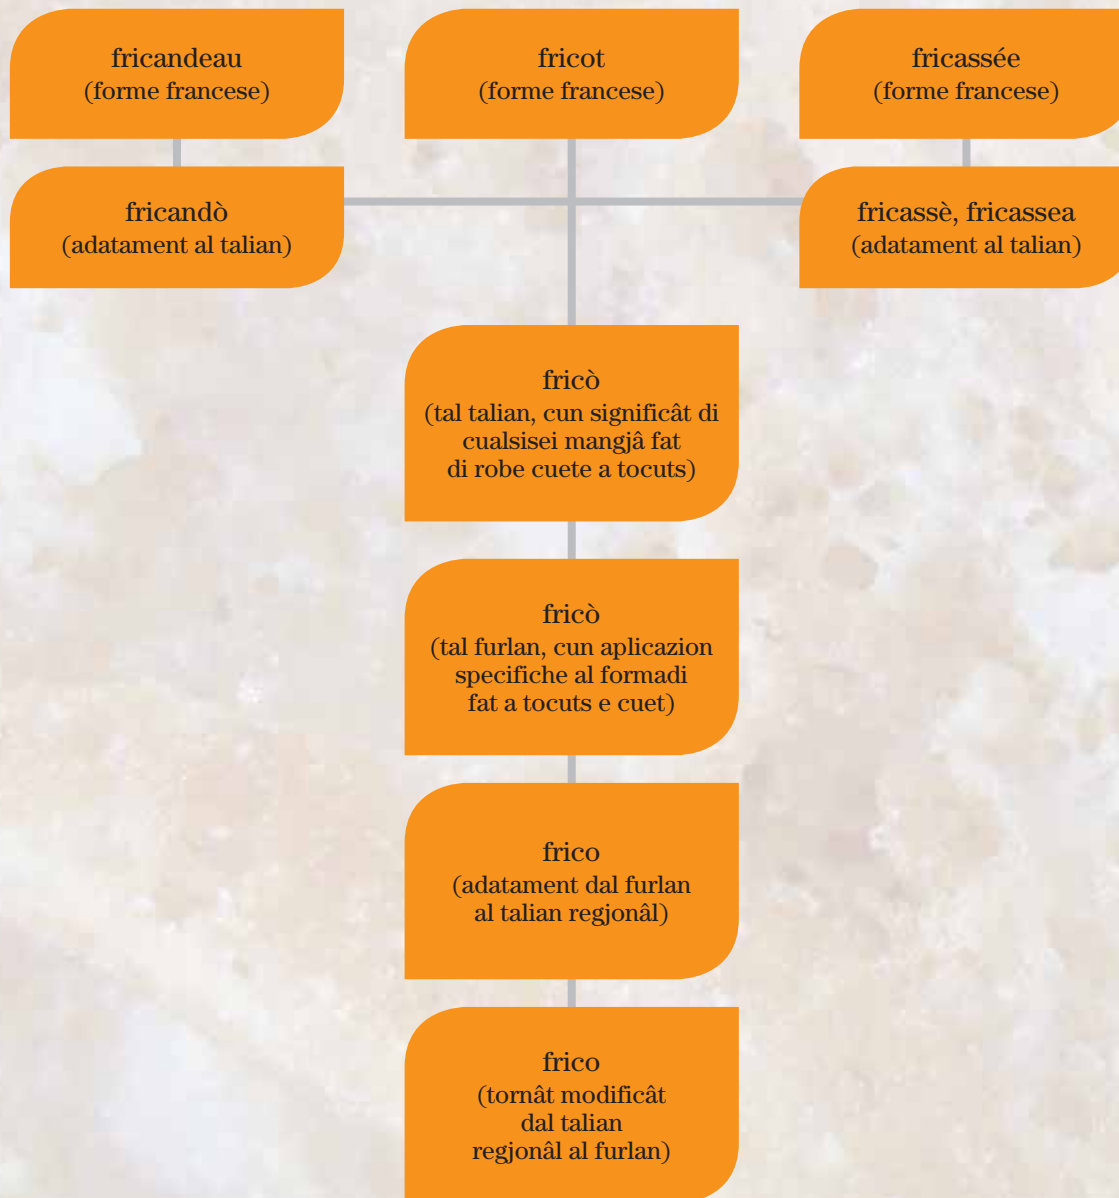 fricandeau
(forme francese)
fricot
(forme francese)
fricassée
(forme francese)
fricandò
(adatament al talian)
fricassè, fricassea
(adatament al talian)
fricò
(tal talian, cun significât di
cualsisei mangjâ fat
di robe cuete a tocuts)
fricò
(tal furlan, cun aplicazion
specifiche al formadi
fat a tocuts e cuet)
frico
(adatament dal furlan
al talian regjonâl)
frico
(tornât modificât
dal talian
regjonâl al furlan)